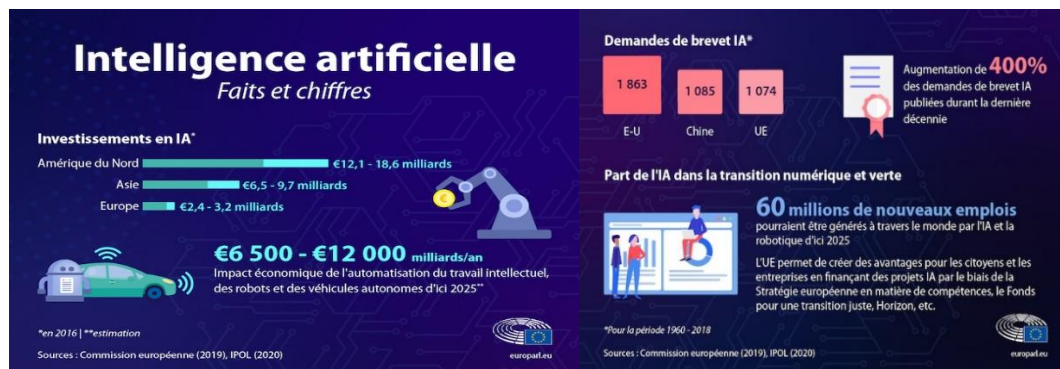 Intelligence artificielle
Faits et chiffres
Investissements en IA*
Amérique du Nord €12,1 - 18,6 milliards
Asie €6,5 - 9,7 milliards
Europe €2,4 - 3,2 milliards
€
€6 500 - €12 000 milliards/an
Impact économique de l'automatisation du travail intellectuel,
des robots et des véhicules autonomes d'ici 2025**
*en 2016 | **estimation
Sources : Commission européenne (2019), IPOL (2020)
europarl.eu
Demandes de brevet IA*
1 863
1 085
1 074
E-U
Chine
UE
Augmentation de 400%
des demandes de brevet IA
publiées durant la dernière
décennie
Part de l'IA dans la transition numérique et verte
60 millions de nouveaux emplois
pourraient être générés à travers le monde par l'IA et la
robotique d'ici 2025
L'UE permet de créer des avantages pour les citoyens et les
entreprises en finançant des projets IA par le biais de la
Stratégie européenne en matière de compétences, le Fonds
pour une transition juste, Horizon, etc.
*Pour la période 1960 - 2018
Sources : Commission européenne (2019), IPOL (2020)
europarl.eu